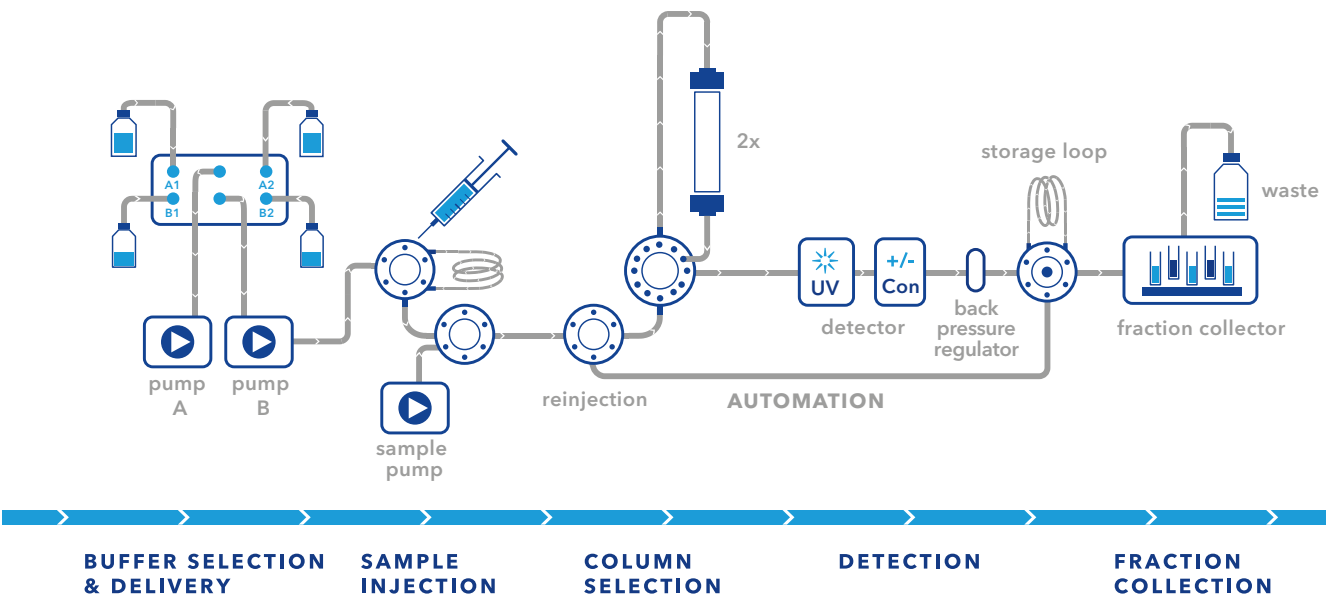 2x
storage loop
waste
A1
A2
B1
B2
UV
+/-
Con
detector
back
pressure
regulator
fraction collector
pump
A
pump
B
reinjection
AUTOMATION
sample
pump
BUFFER SELECTION
& DELIVERY
SAMPLE
INJECTION
COLUMN
SELECTION
DETECTION
FRACTION
COLLECTION